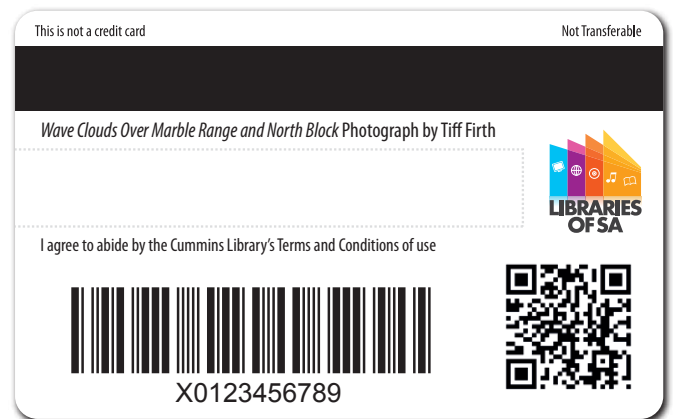 This is not a credit card
Not Transferable
Wave Clouds Over Marble Range and North Block Photograph by Tiff Firth
LIBRARIES
OF SA
I agree to abide by the Cummins Library's Terms and Conditions of use
X0123456789